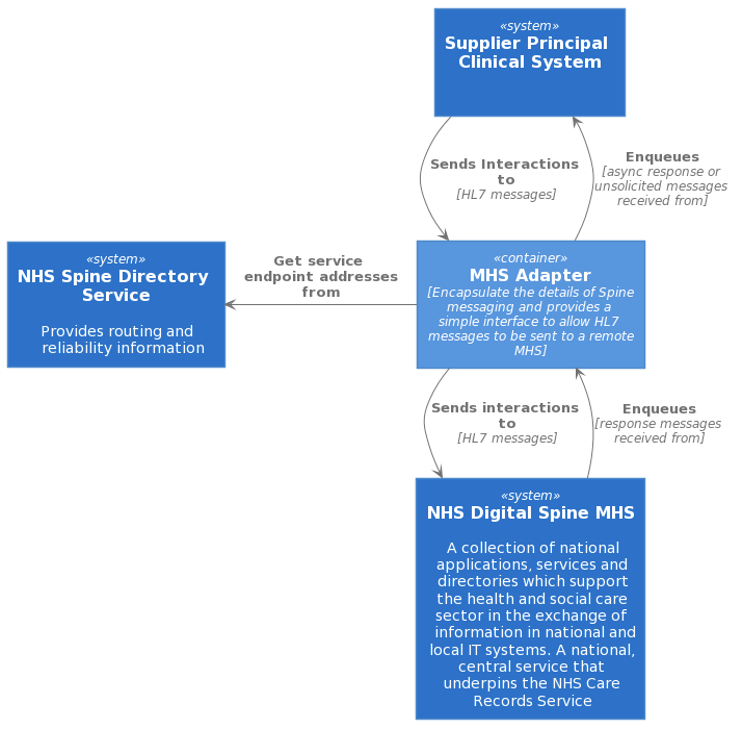 «system»
Supplier Principal
Clinical System
Sends Interactions
to
[HL7 messages]
Enqueues
[async response or
unsolicited messages
received from]
«system»
NHS Spine Directory
Service
Provides routing and
reliability information
Get service
endpoint addresses
from
«container»
MHS Adapter
[Encapsulate the details of Spine
messaging and provides a
simple interface to allow HL7
messages to be sent to a remote
MHS]
Sends interactions
to
[HL7 messages]
Enqueues
[response messages
received from]
«system»
NHS Digital Spine MHS
A collection of national
applications, services and
directories which support
the health and social care
sector in the exchange of
information in national and
local IT systems. A national,
central service that
underpins the NHS Care
Records Service